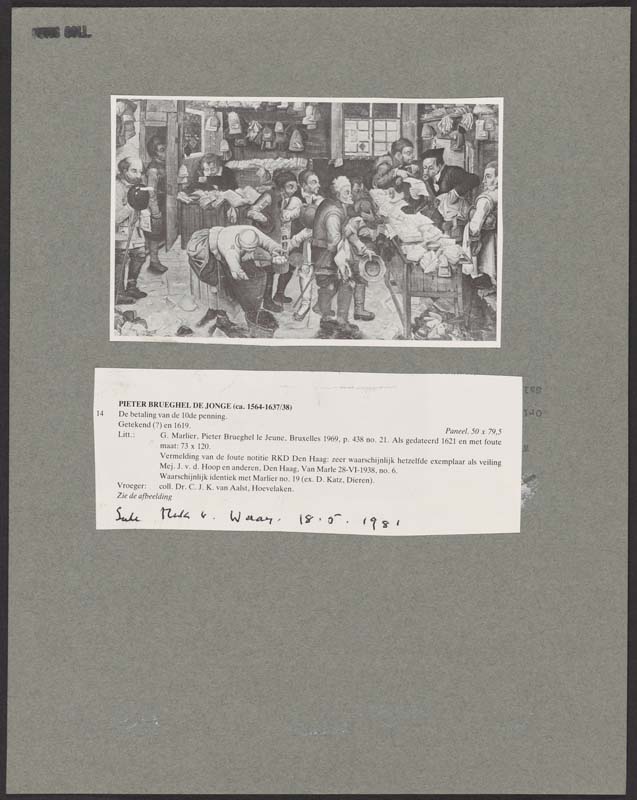 COLL.
PIETER BRUEGHEL DE JONGE (ca. 1564-1637/38)
14 De betaling van de 10de penning.
Getekend (?) en 1619. Paneel. 50 x 79,5
Litt.: G. Marlier, Pieter Brueghel le Jeune, Bruxelles 1969, p. 438 no. 21. Als gedateerd 1621 en met foute
maat: 73 x 120.
Vermelding van de foute notitie RKD Den Haag: zeer waarschijnlijk hetzelfde exemplaar als veiling
Mej. J. v. d. Hoop en anderen, Den Haag, Van Marle 28-VI-1938, no. 6.
Waarschijnlijk identiek met Marlier no. 19 (ex. D. Katz, Dieren).
Vroeger: coll. Dr. C. J. K. van Aalst, Hoevelaken.
Zie de afbeelding
Sale Mak v. Waay. 18.5.1981